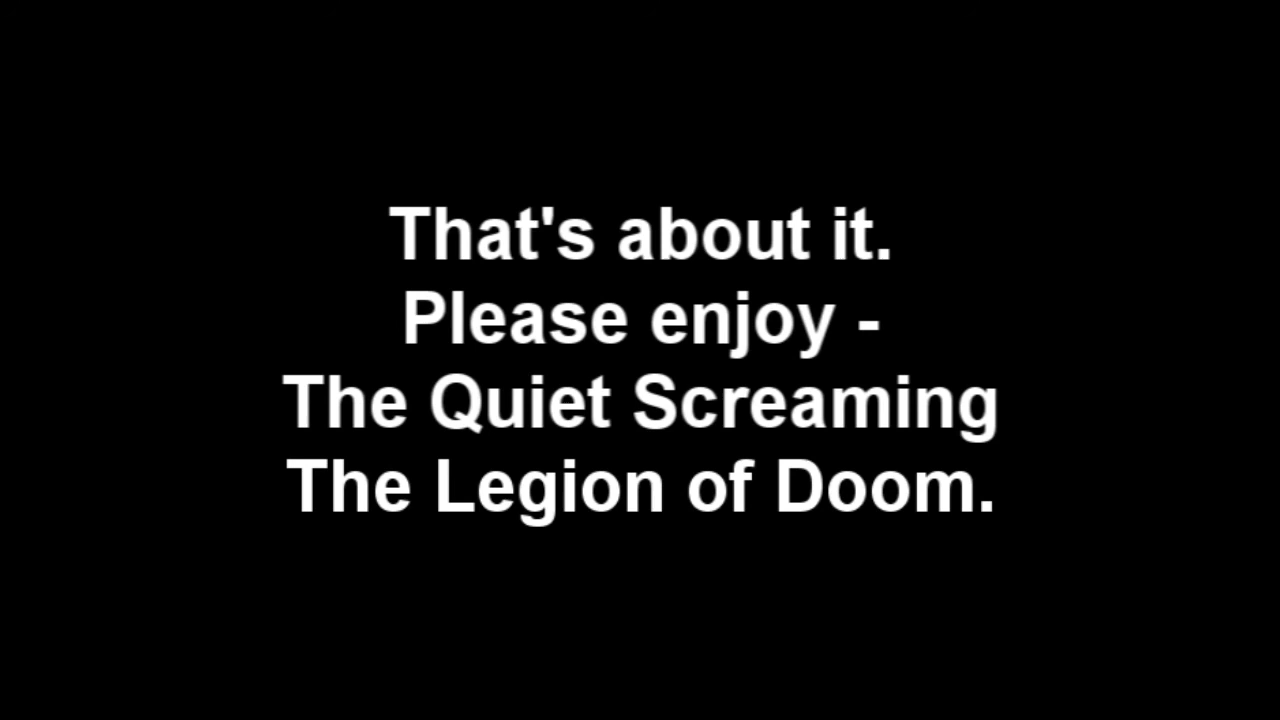 That's about it.
Please enjoy -
The Quiet Screaming
The Legion of Doom.